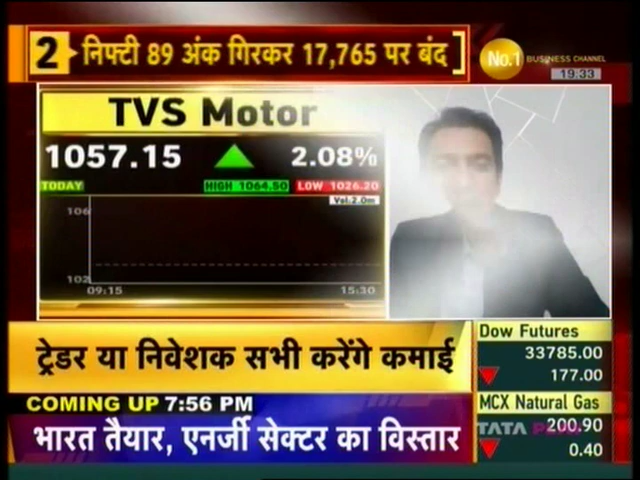 2 निफ्टी 89 अंक गिरकर 17,765 पर बंद
No.1 BUSINESS CHANNEL
19:33
TVS Motor
1057.15 2.08%
TODAY HIGH 1064.50 LOW 1026.20
Vol.2.0m
106
102
09:15 15:30
ट्रेडर या निवेशक सभी करेंगे कमाई
COMING UP 7:56 PM
भारत तैयार, एनर्जी सेक्टर का विस्तार
Dow Futures
33785.00
177.00
MCX Natural Gas
200.90
0.40
TATA